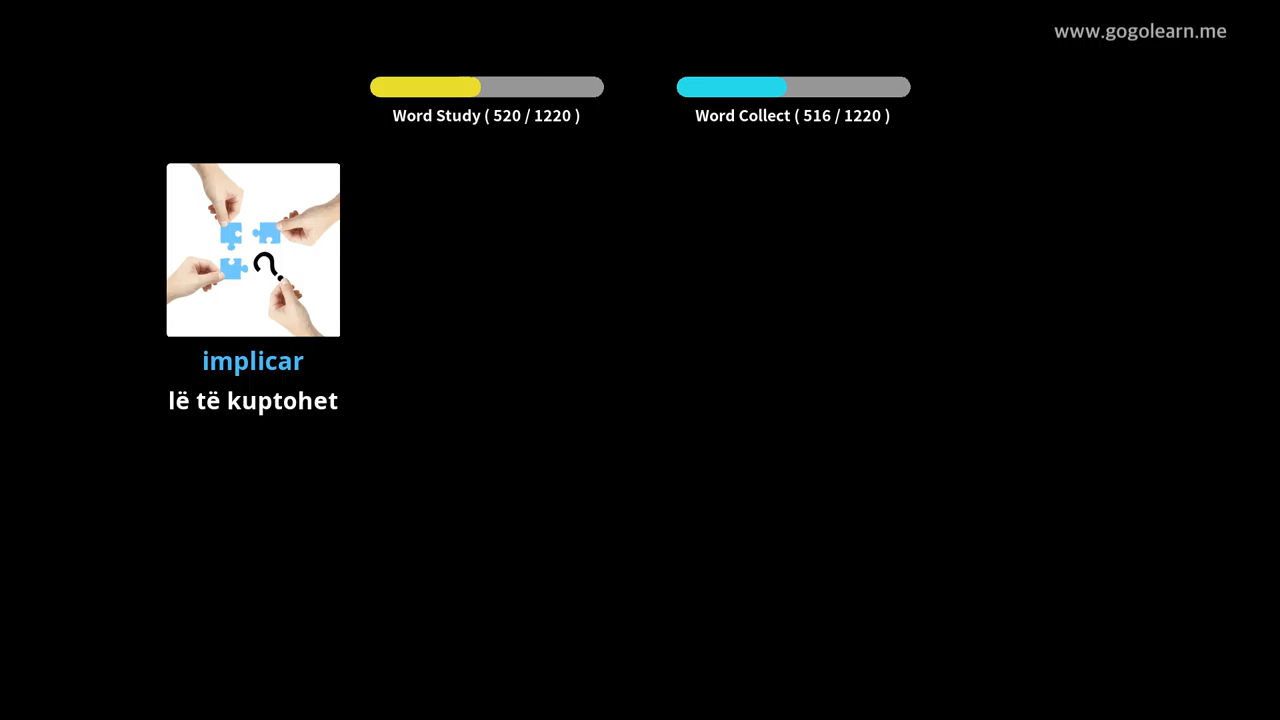 www.gogolearn.me
Word Study ( 520 / 1220 )
Word Collect ( 516 / 1220 )
implicar
lë të kuptohet